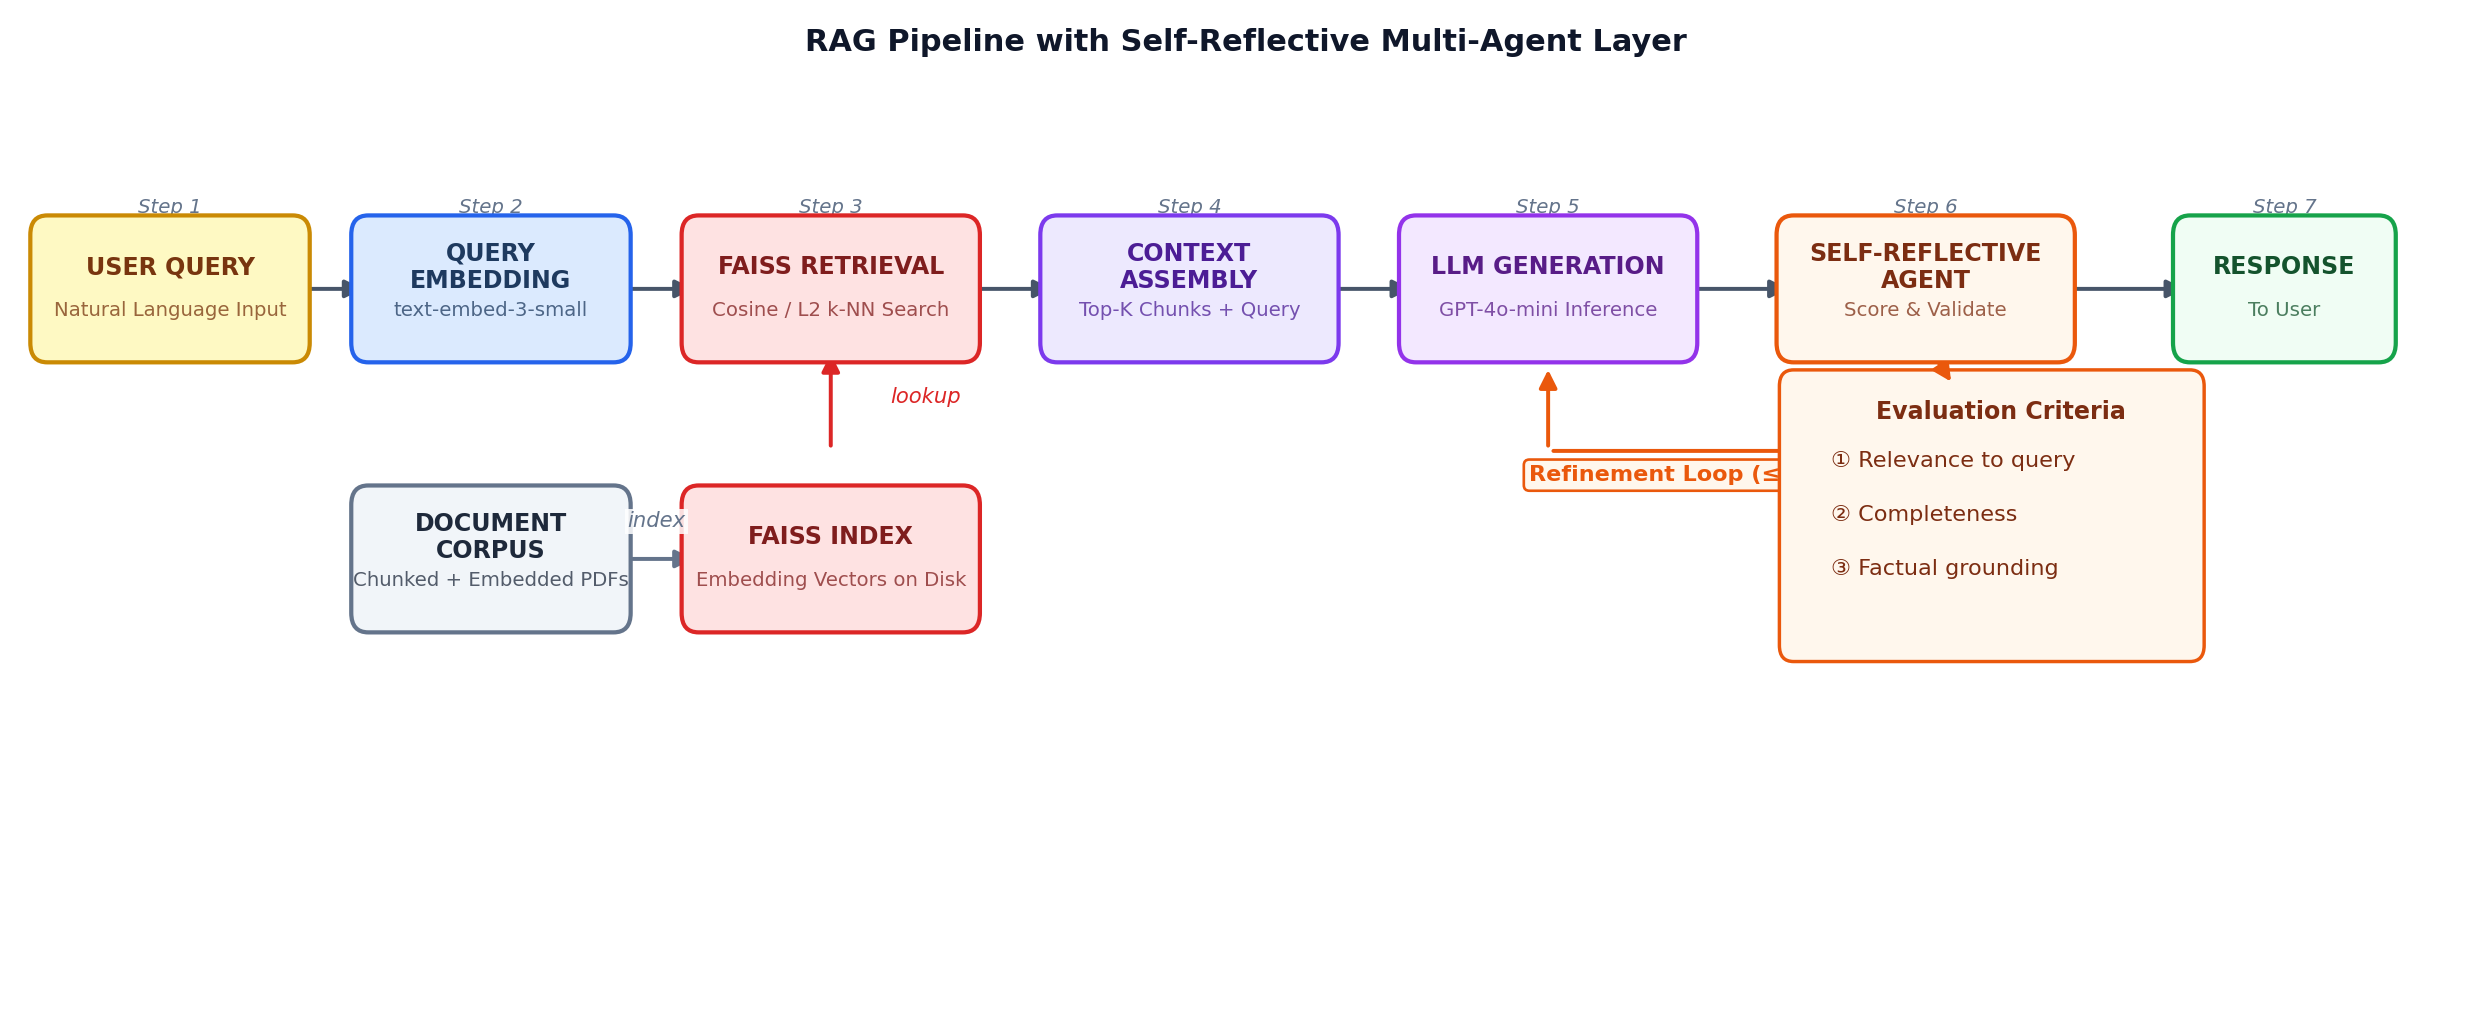 RAG Pipeline with Self-Reflective Multi-Agent Layer
Step 1
USER QUERY
Natural Language Input
Step 2
QUERY
EMBEDDING
text-embed-3-small
Step 3
FAISS RETRIEVAL
Cosine / L2 k-NN Search
Step 4
CONTEXT
ASSEMBLY
Top-K Chunks + Query
Step 5
LLM GENERATION
GPT-4o-mini Inference
Step 6
SELF-REFLECTIVE
AGENT
Score & Validate
Step 7
RESPONSE
To User
lookup
DOCUMENT
CORPUS
Chunked + Embedded PDFs
index
FAISS INDEX
Embedding Vectors on Disk
Refinement Loop (≤
Evaluation Criteria
① Relevance to query
② Completeness
③ Factual grounding